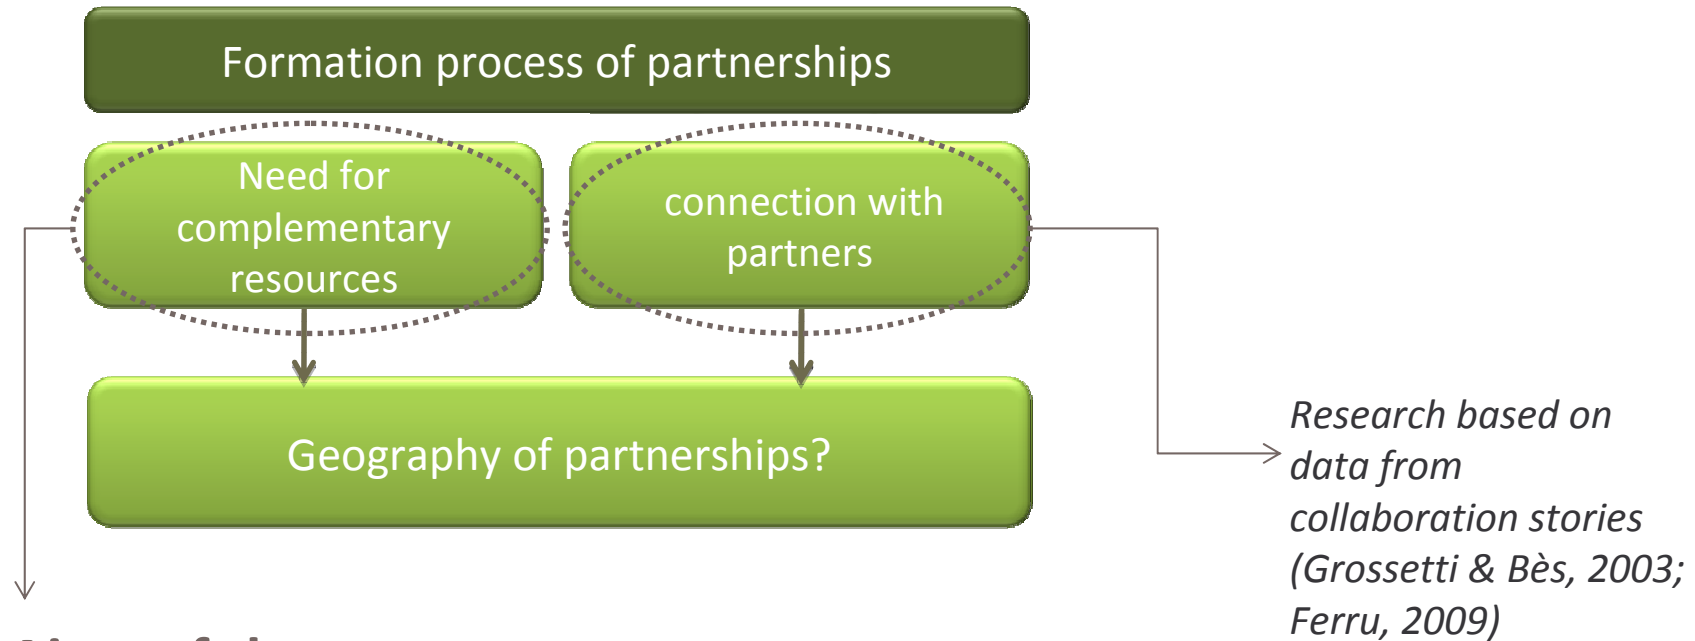 Formation process of partnerships
Need for
complementary
resources
connection with
partners
Geography of partnerships?
Research based on
data from
collaboration stories
(Grossetti & Bès, 2003;
Ferru, 2009)